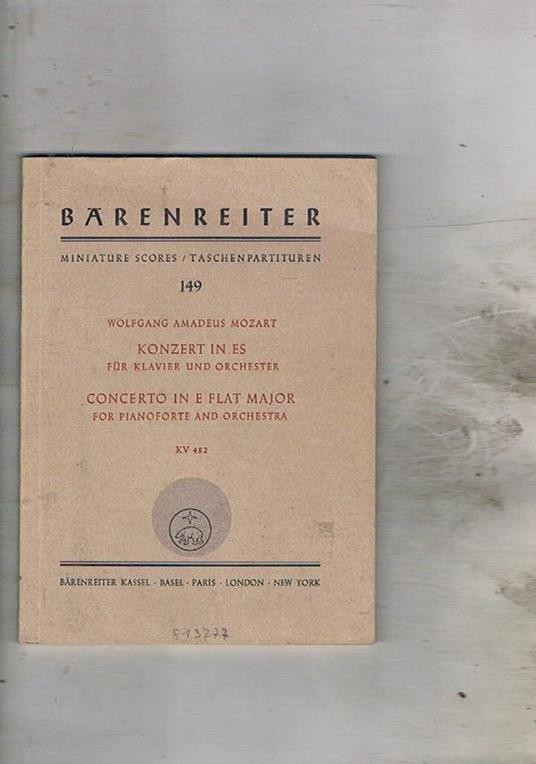 BÄRENREITER
MINIATURE SCORES / TASCHENPARTITUREN
149
WOLFGANG AMADEUS MOZART
KONZERT IN ES
FÜR KLAVIER UND ORCHESTER
CONCERTO IN E FLAT MAJOR
FOR PIANOFORTE AND ORCHESTRA
KV 482
BÄRENREITER KASSEL · BASEL · PARIS · LONDON · NEW YORK